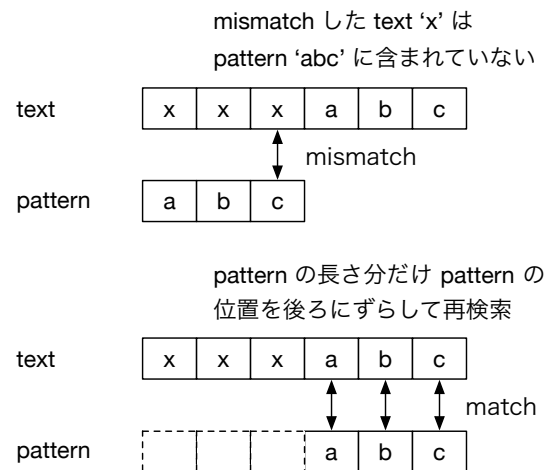 mismatch した text ‘x’ は
pattern ‘abc’ に含まれていない
text x x x a b c
mismatch
pattern a b c
pattern の長さ分だけ pattern の
位置を後ろにずらして再検索
text x x x a b c
match
pattern a b c